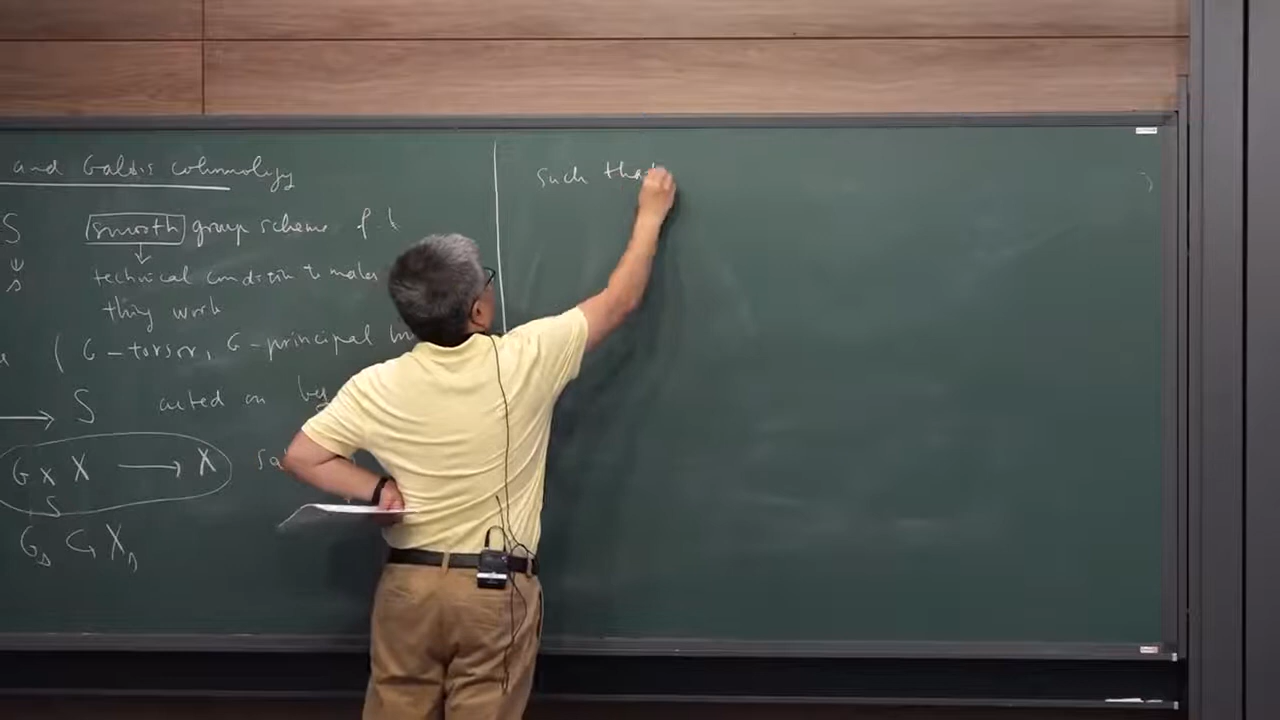 and Galois cohomology
S smooth group scheme f.t
↓ ↓
s technical condition to make
thing work
( G-torsor, G-principal
→ S acted on by
G ×_S X → X
G_s ↪ X_s
such that